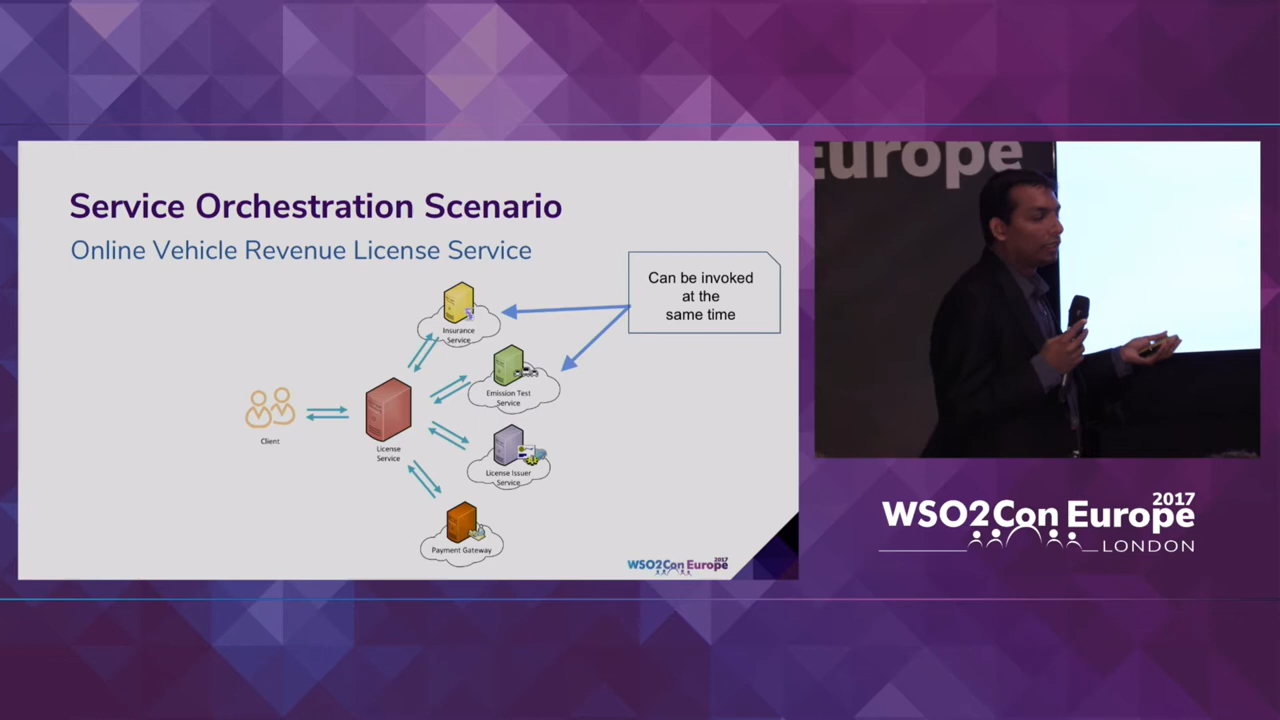 Service Orchestration Scenario
Online Vehicle Revenue License Service
Can be invoked
at the
same time
Insurance
Service
Emission Test
Service
Client
License
Service
License Issuer
Service
Payment Gateway
WSO2Con Europe
2017
Europe
WSO2Con Europe
2017
LONDON